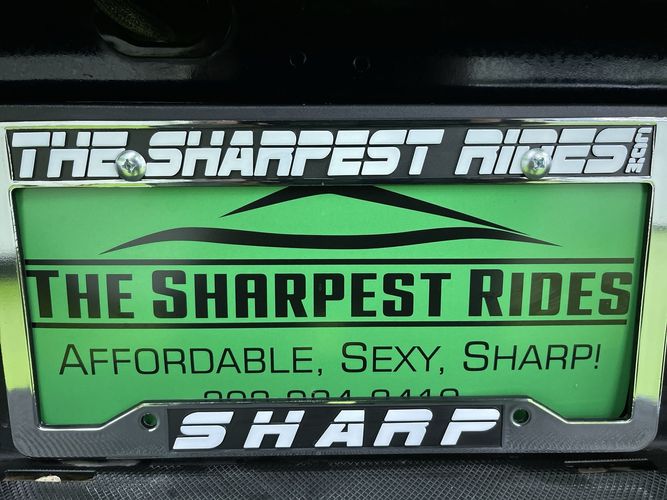 THE SHARPEST RIDES.COM
THE SHARPEST RIDES
AFFORDABLE, SEXY, SHARP!
SHARP